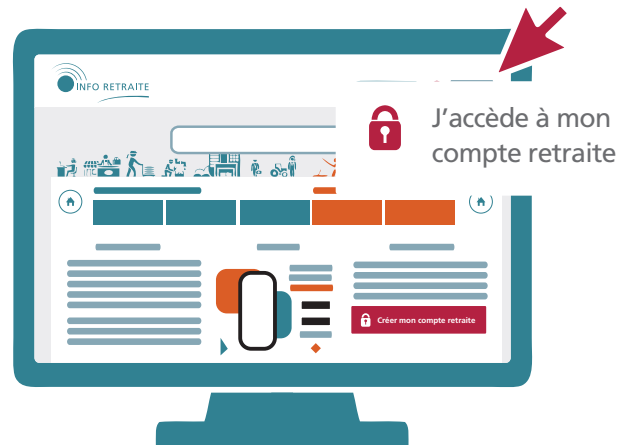 INFO RETRAITE
J'accède à mon
compte retraite
Créer mon compte retraite